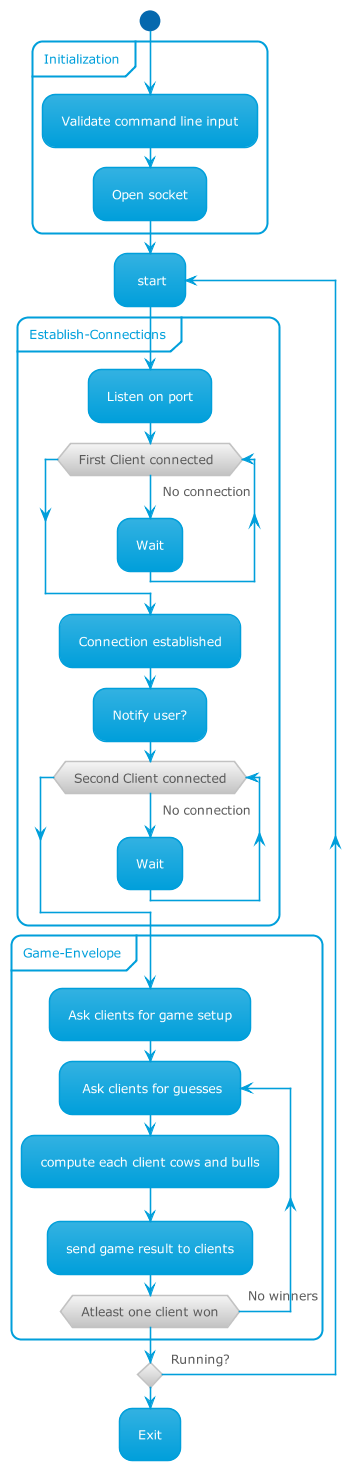 Initialization
Validate command line input
Open socket
start
Establish-Connections
Listen on port
First Client connected
No connection
Wait
Connection established
Notify user?
Second Client connected
No connection
Wait
Game-Envelope
Ask clients for game setup
Ask clients for guesses
compute each client cows and bulls
send game result to clients
No winners
Atleast one client won
Running?
Exit